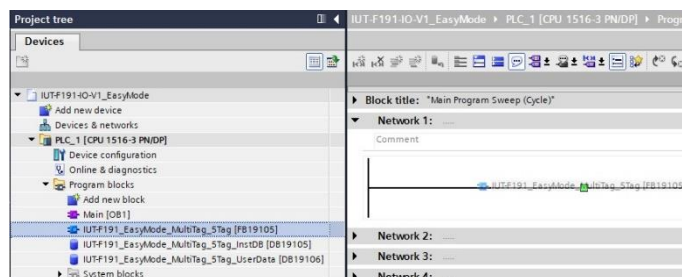 Project tree
IUT-F191-IO-V1_EasyMode ▸ PLC_1 [CPU 1516-3 PN/DP] ▸ Progr
Devices
IUT-F191-IO-V1_EasyMode
Add new device
Devices & networks
PLC_1 [CPU 1516-3 PN/DP]
Device configuration
Online & diagnostics
Program blocks
Add new block
Main [OB1]
IUT-F191_EasyMode_MultiTag_5Tag [FB19105]
IUT-F191_EasyMode_MultiTag_5Tag_InstDB [DB19105]
IUT-F191_EasyMode_MultiTag_5Tag_UserData [DB19106]
System blocks
Block title: "Main Program Sweep (Cycle)"
Network 1: .....
Comment
IUT-F191_EasyMode_MultiTag_5Tag [FB19105
Network 2: .....
Network 3: .....
Network 4: